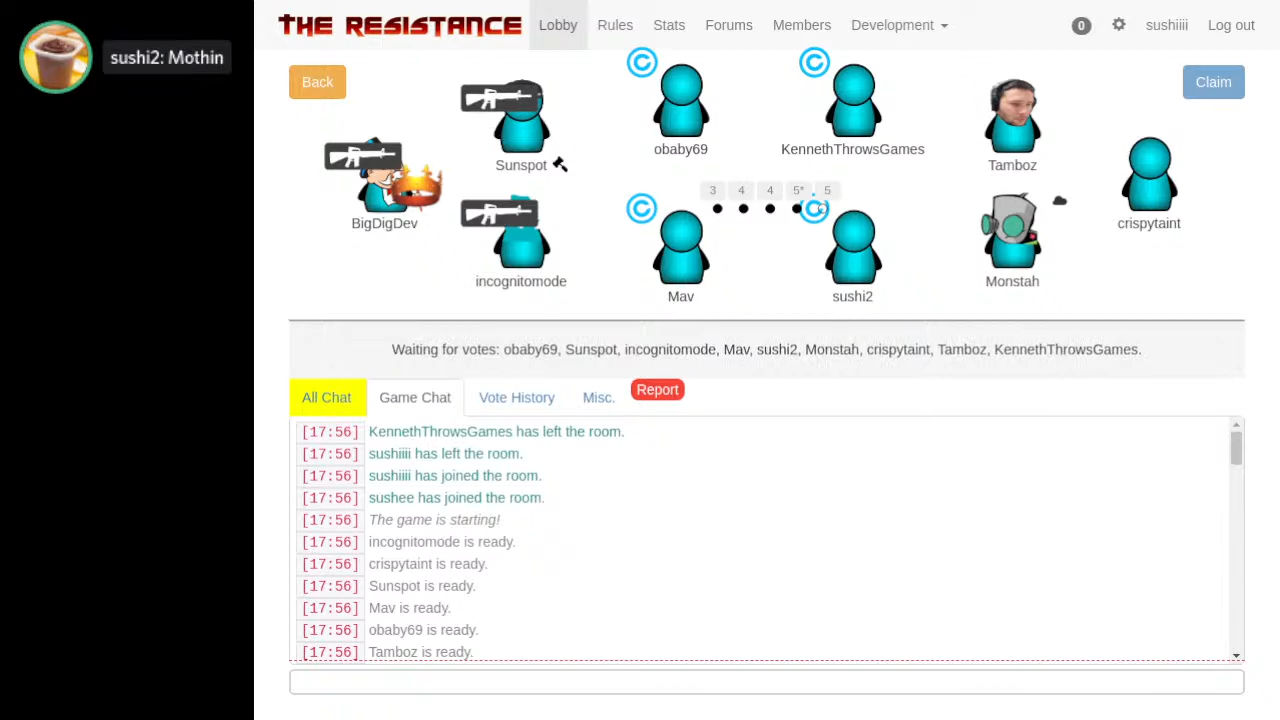 sushi2: Mothin
THE RESISTANCE
Lobby
Rules
Stats
Forums
Members
Development
0
sushiiii
Log out
Back
Claim
Sunspot
obaby69
KennethThrowsGames
Tamboz
BigDigDev
crispytaint
3 4 4 5* 5
incognitomode
Mav
sushi2
Monstah
Waiting for votes: obaby69, Sunspot, incognitomode, Mav, sushi2, Monstah, crispytaint, Tamboz, KennethThrowsGames.
All Chat
Game Chat
Vote History
Misc.
Report
[17:56] KennethThrowsGames has left the room.
[17:56] sushiiii has left the room.
[17:56] sushiiii has joined the room.
[17:56] sushee has joined the room.
[17:56] The game is starting!
[17:56] incognitomode is ready.
[17:56] crispytaint is ready.
[17:56] Sunspot is ready.
[17:56] Mav is ready.
[17:56] obaby69 is ready.
[17:56] Tamboz is ready.